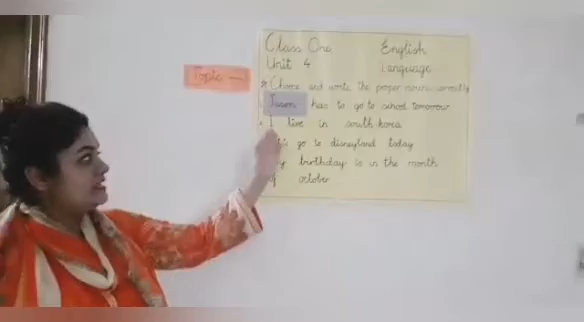 Class One English
Unit 4 Language
Topic —
Choose and write the proper nouns correctly
Jason has to go to school tomorrow
I live in south korea
go to disneyland today
birthday is in the month
of october